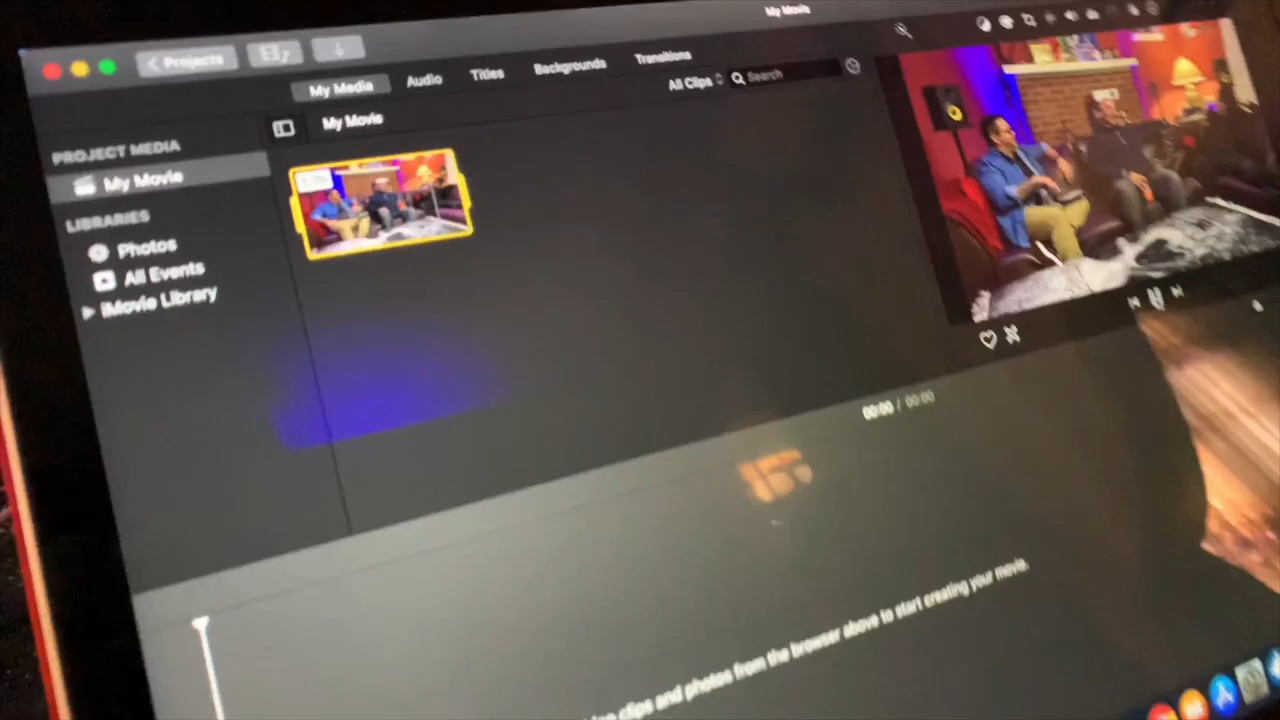 My Movie
Projects
My Media Audio Titles Backgrounds Transitions
All Clips Search
My Movie
PROJECT MEDIA
My Movie
LIBRARIES
Photos
All Events
iMovie Library
00:00 / 00:00
clips and photos from the browser above to start creating your movie.